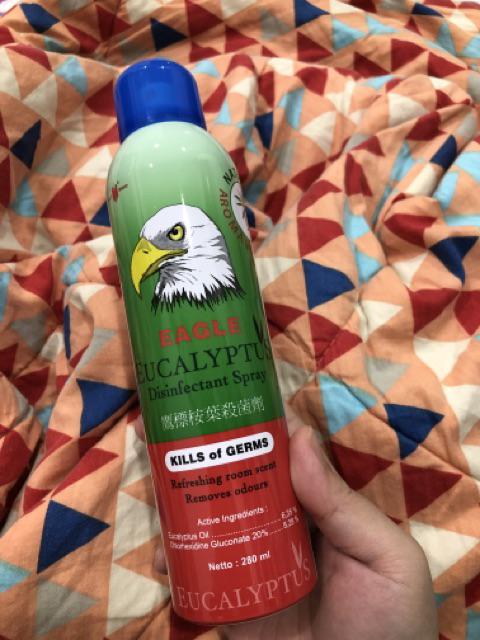 EAGLE
EUCALYPTUS
Disinfectant Spray
鷹標桉葉殺菌劑
KILLS of GERMS
Refreshing room scent
Removes odours
Active Ingredients :
Eucalyptus Oil
Chlorhexidine Gluconate 20%
Netto : 280 ml
EUCALYPTUS